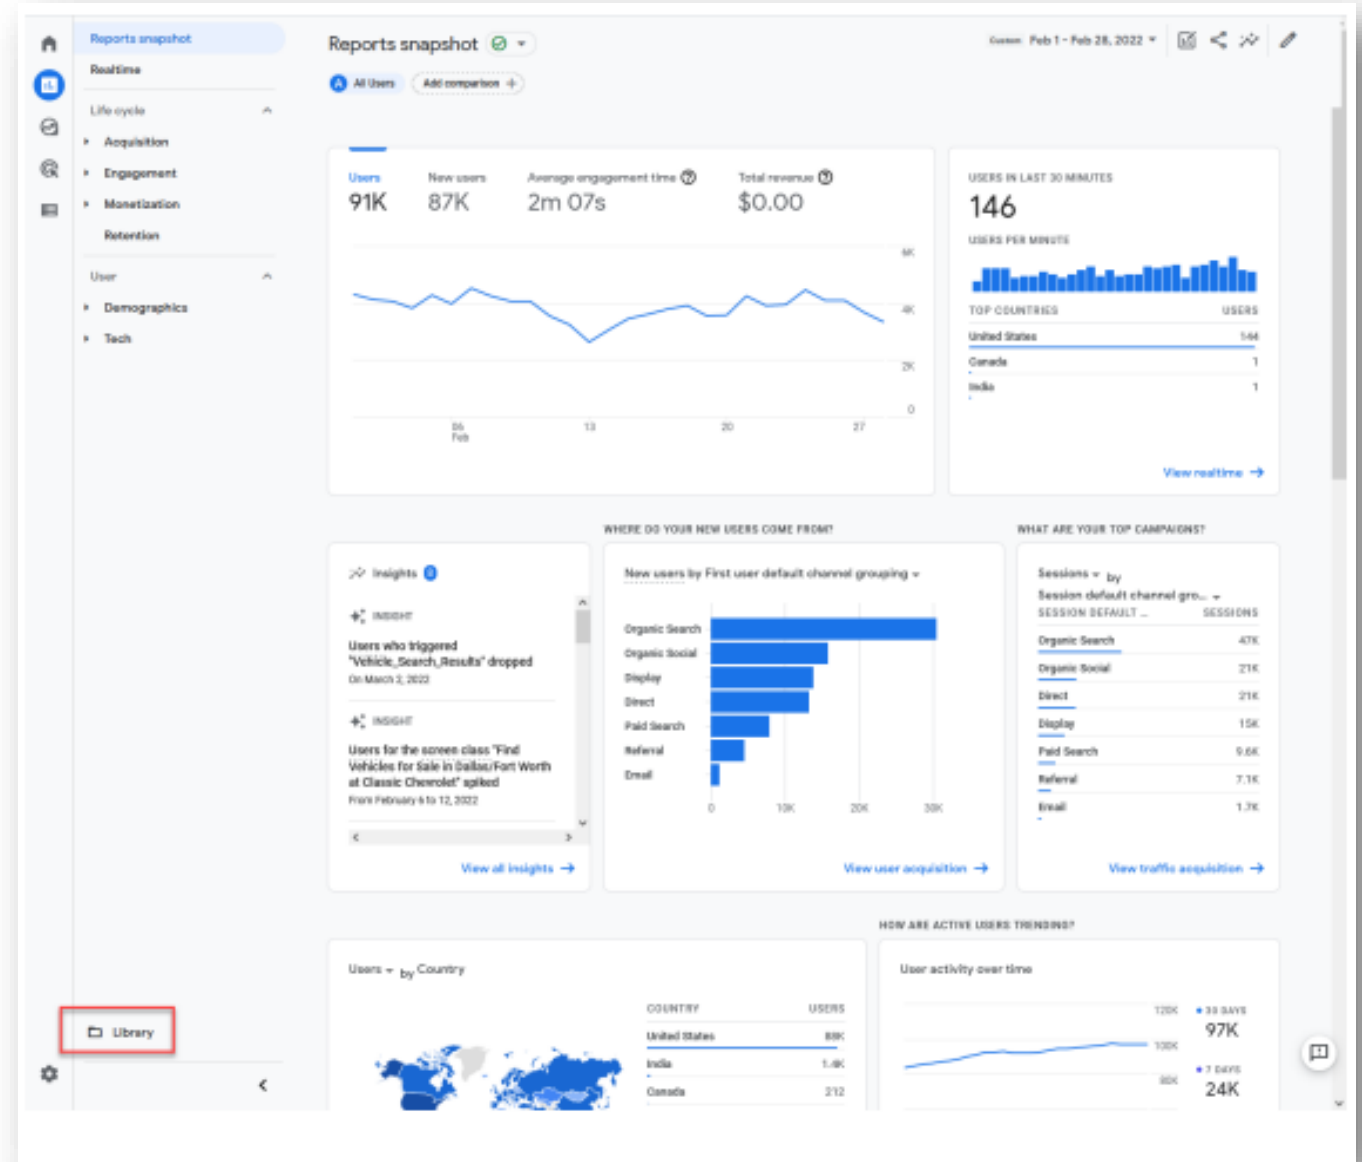 Reports snapshot
Realtime
Life cycle
Acquisition
Engagement
Monetization
Retention
User
Demographics
Tech
Library
Reports snapshot
Custom Feb 1 - Feb 28, 2022
A All Users
Add comparison +
Users
New users
Average engagement time
Total revenue
91K
87K
2m 07s
$0.00
6K
4K
2K
0
06
Feb
13
20
27
USERS IN LAST 30 MINUTES
146
USERS PER MINUTE
TOP COUNTRIES USERS
United States 144
Canada 1
India 1
View realtime
Insights
INSIGHT
Users who triggered
"Vehicle_Search_Results" dropped
On March 2, 2022
INSIGHT
Users for the screen class "Find
Vehicles for Sale in Dallas/Fort Worth
at Classic Chevrolet" spiked
From February 6 to 12, 2022
View all insights
WHERE DO YOUR NEW USERS COME FROM?
New users by First user default channel grouping
Organic Search
Organic Social
Display
Direct
Paid Search
Referral
Email
0 10K 20K 30K
View user acquisition
WHAT ARE YOUR TOP CAMPAIGNS?
Sessions by
Session default channel gro...
SESSION DEFAULT ... SESSIONS
Organic Search 47K
Organic Social 21K
Direct 21K
Display 15K
Paid Search 9.6K
Referral 7.1K
Email 1.7K
View traffic acquisition
Users by Country
COUNTRY USERS
United States 88K
India 1.4K
Canada 212
HOW ARE ACTIVE USERS TRENDING?
User activity over time
120K
100K
80K
30 DAYS
97K
7 DAYS
24K